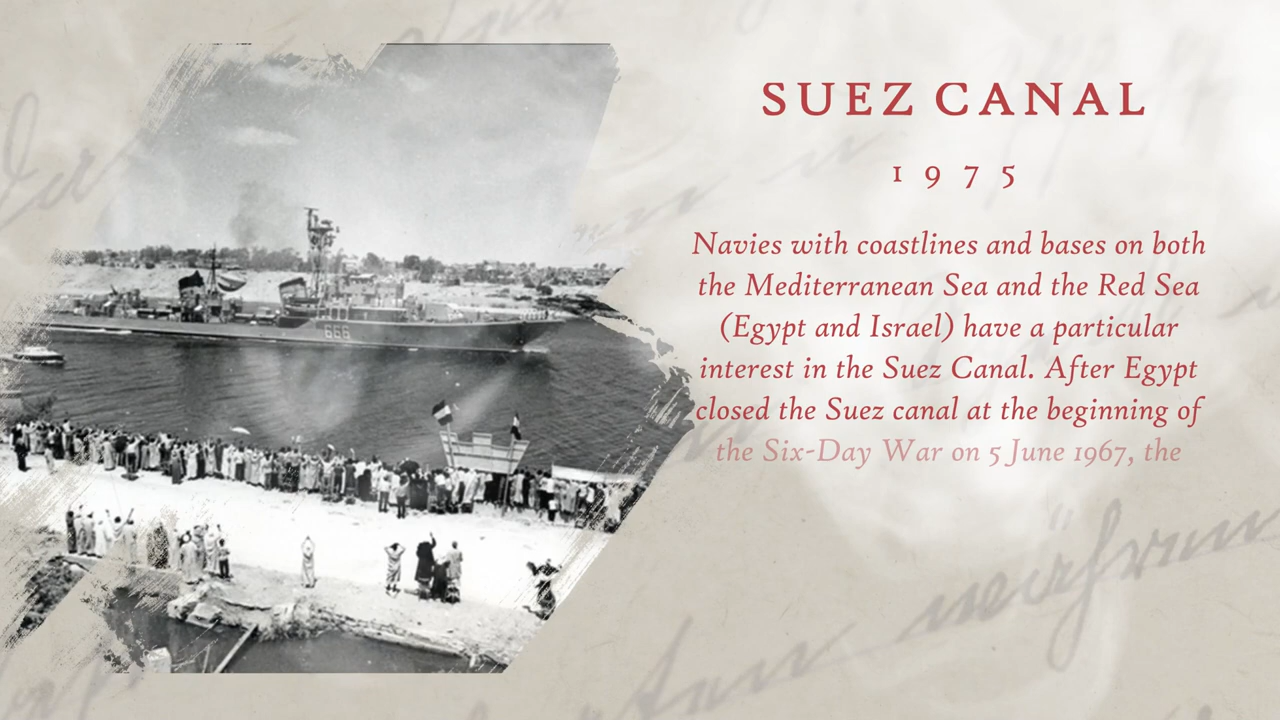 SUEZ CANAL
1975
Navies with coastlines and bases on both
the Mediterranean Sea and the Red Sea
(Egypt and Israel) have a particular
interest in the Suez Canal. After Egypt
closed the Suez canal at the beginning of
the Six-Day War on 5 June 1967, the
666
währen